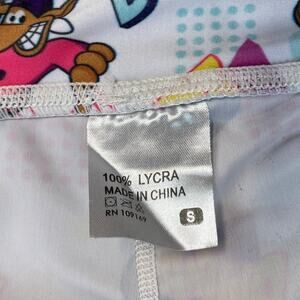 100% LYCRA
MADE IN CHINA
RN 109169
S